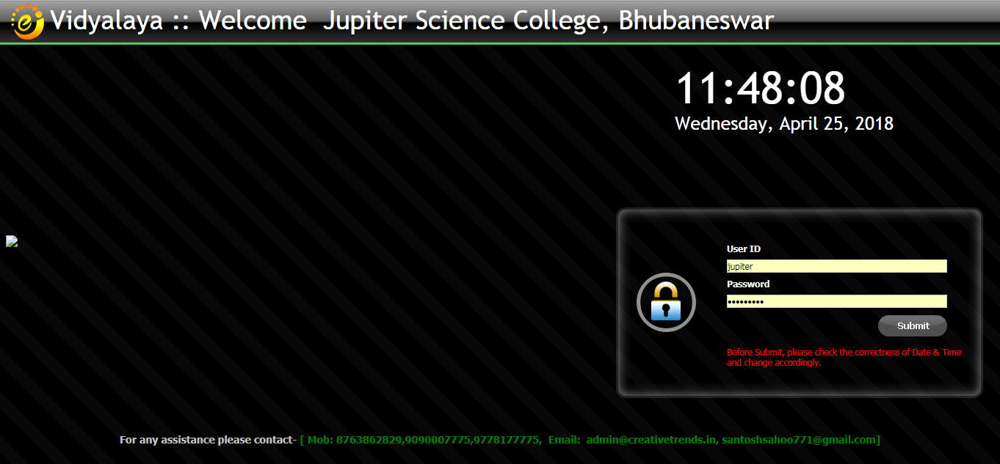 e Vidyalaya :: Welcome Jupiter Science College, Bhubaneswar
11:48:08
Wednesday, April 25, 2018
User ID
jupiter
Password
•••••••••
Submit
Before Submit, please check the correctness of Date & Time
and change accordingly.
For any assistance please contact- [ Mob: 8763862829,9090007775,9778177775, Email: admin@creativetrends.in, santoshsahoo771@gmail.com]